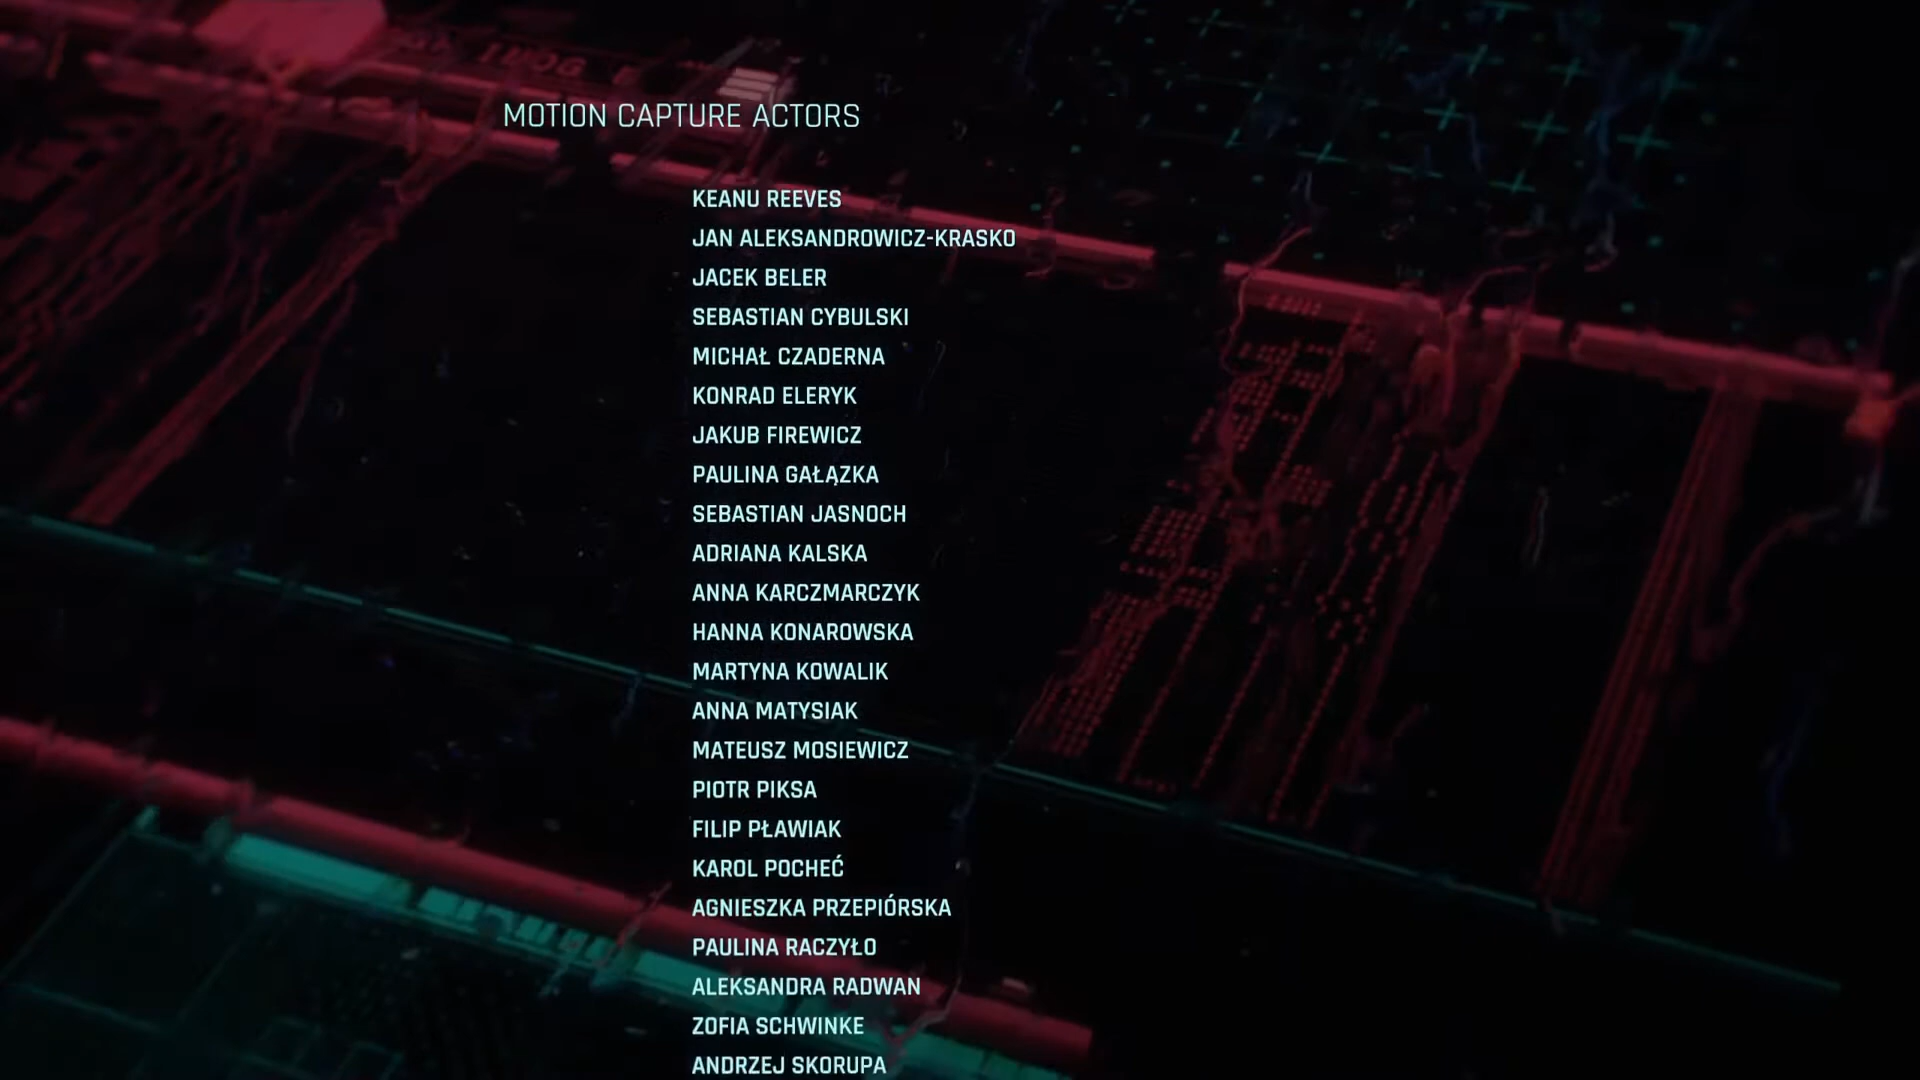 MOTION CAPTURE ACTORS
KEANU REEVES
JAN ALEKSANDROWICZ-KRASKO
JACEK BELER
SEBASTIAN CYBULSKI
MICHAŁ CZADERNA
KONRAD ELERYK
JAKUB FIREWICZ
PAULINA GAŁĄZKA
SEBASTIAN JASNOCH
ADRIANA KALSKA
ANNA KARCZMARCZYK
HANNA KONAROWSKA
MARTYNA KOWALIK
ANNA MATYSIAK
MATEUSZ MOSIEWICZ
PIOTR PIKSA
FILIP PŁAWIAK
KAROL POCHEĆ
AGNIESZKA PRZEPIÓRSKA
PAULINA RACZYŁO
ALEKSANDRA RADWAN
ZOFIA SCHWINKE
ANDRZEJ SKORUPA